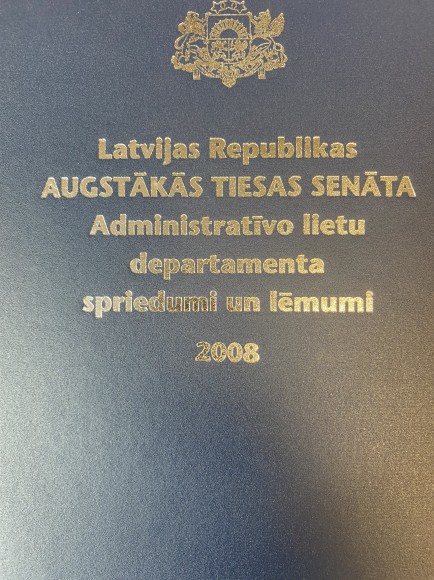 Latvijas Republikas
AUGSTĀKĀS TIESAS SENĀTA
Administratīvo lietu
departamenta
spriedumi un lēmumi
2008